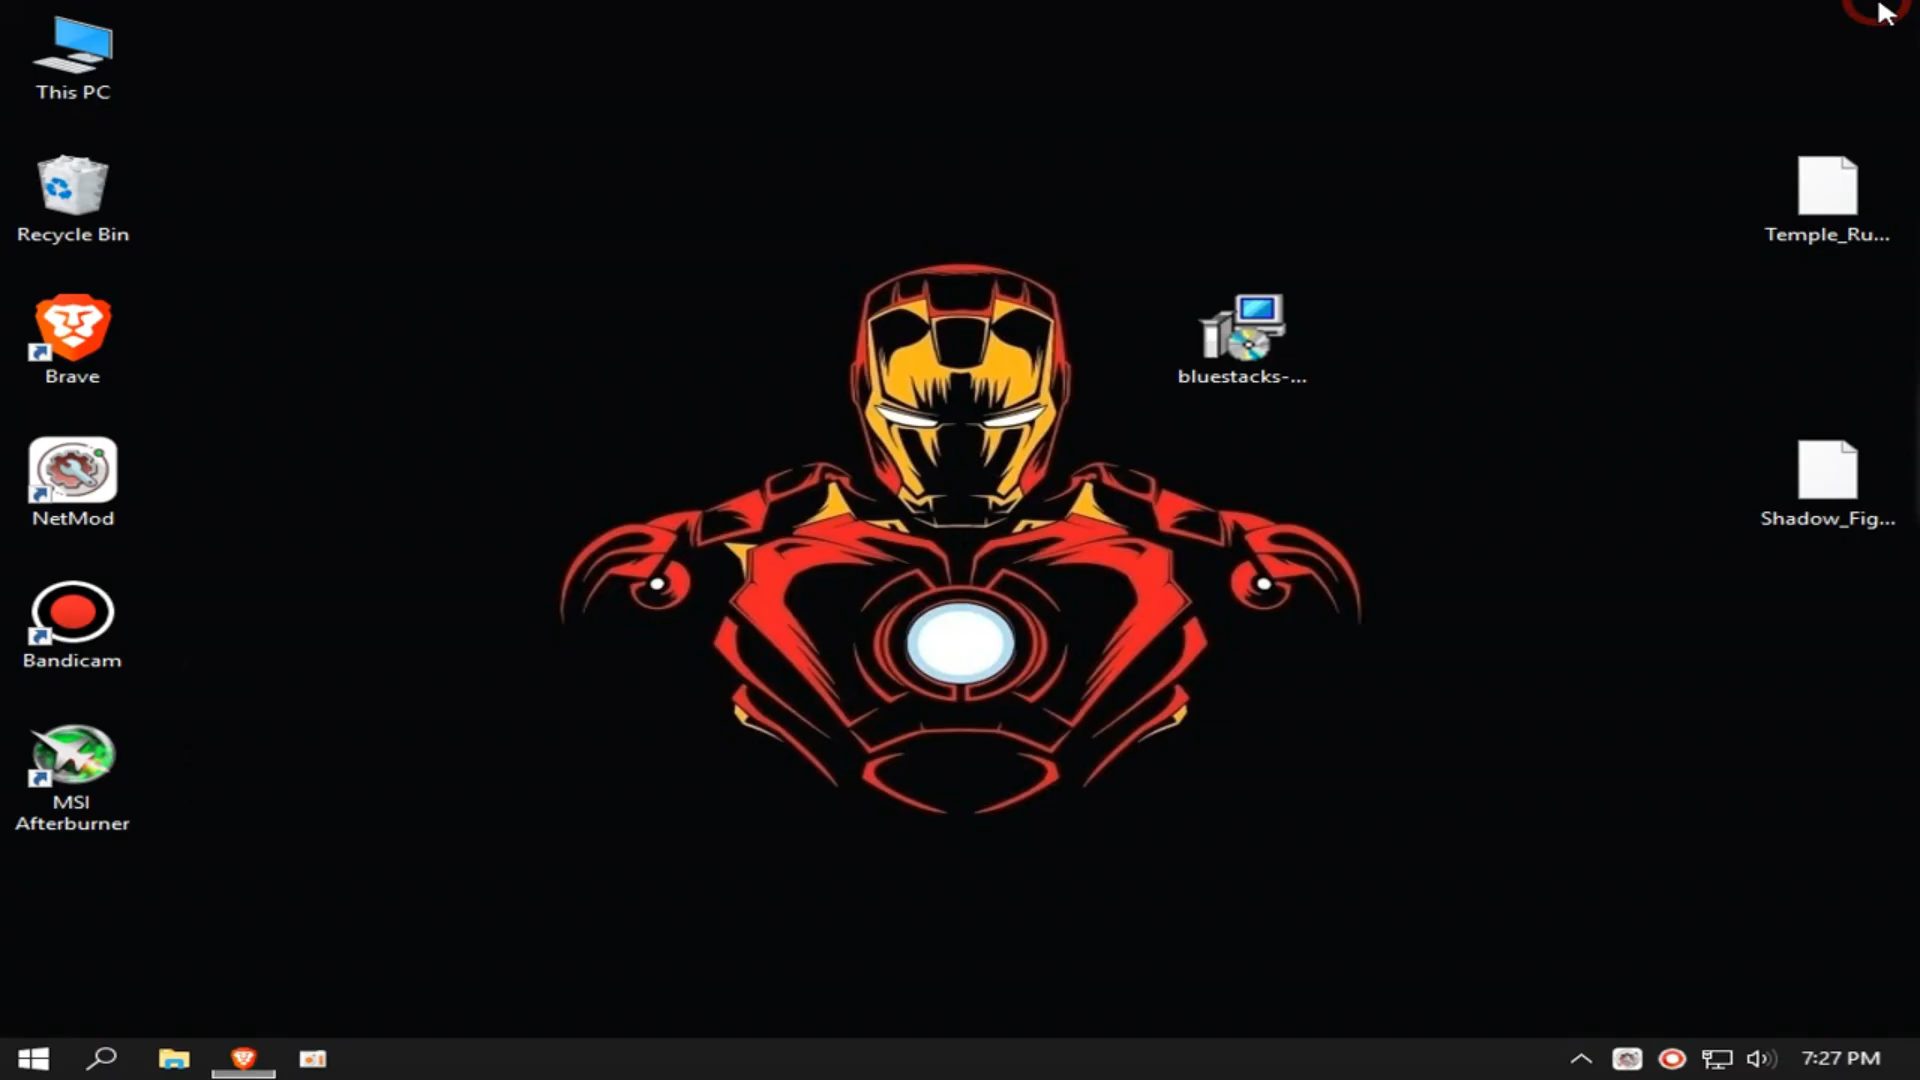 This PC
Recycle Bin
Temple_Ru...
Brave
bluestacks-...
NetMod
Shadow_Fig...
Bandicam
MSI
Afterburner
7:27 PM